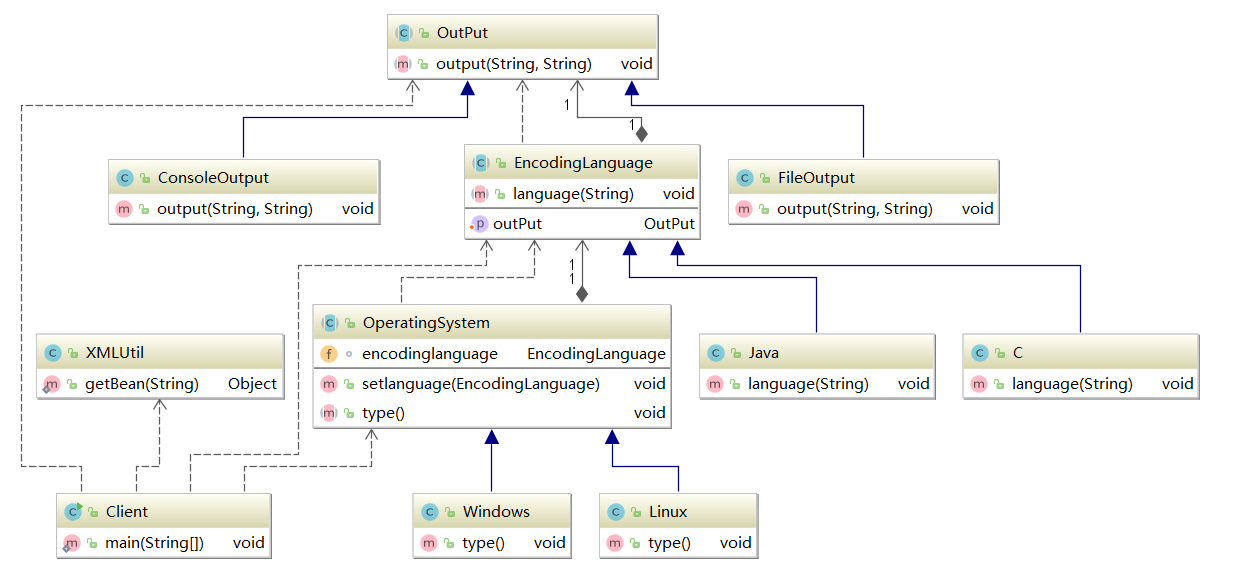 OutPut
output(String, String) void
1
1
ConsoleOutput
output(String, String) void
EncodingLanguage
language(String) void
outPut OutPut
FileOutput
output(String, String) void
1
1
OperatingSystem
encodinglanguage EncodingLanguage
setlanguage(EncodingLanguage) void
type() void
XMLUtil
getBean(String) Object
Java
language(String) void
C
language(String) void
Client
main(String[]) void
Windows
type() void
Linux
type() void